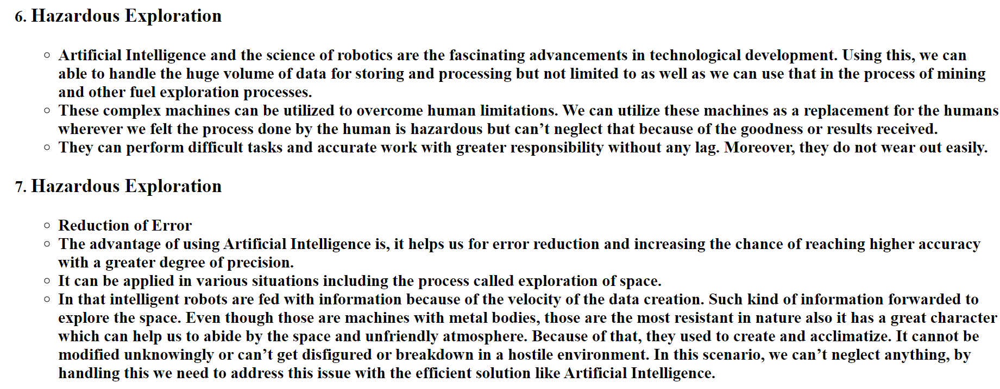 6. Hazardous Exploration
Artificial Intelligence and the science of robotics are the fascinating advancements in technological development. Using this, we can
able to handle the huge volume of data for storing and processing but not limited to as well as we can use that in the process of mining
and other fuel exploration processes.
These complex machines can be utilized to overcome human limitations. We can utilize these machines as a replacement for the humans
wherever we felt the process done by the human is hazardous but can’t neglect that because of the goodness or results received.
They can perform difficult tasks and accurate work with greater responsibility without any lag. Moreover, they do not wear out easily.
7. Hazardous Exploration
Reduction of Error
The advantage of using Artificial Intelligence is, it helps us for error reduction and increasing the chance of reaching higher accuracy
with a greater degree of precision.
It can be applied in various situations including the process called exploration of space.
In that intelligent robots are fed with information because of the velocity of the data creation. Such kind of information forwarded to
explore the space. Even though those are machines with metal bodies, those are the most resistant in nature also it has a great character
which can help us to abide by the space and unfriendly atmosphere. Because of that, they used to create and acclimatize. It cannot be
modified unknowingly or can’t get disfigured or breakdown in a hostile environment. In this scenario, we can’t neglect anything, by
handling this we need to address this issue with the efficient solution like Artificial Intelligence.